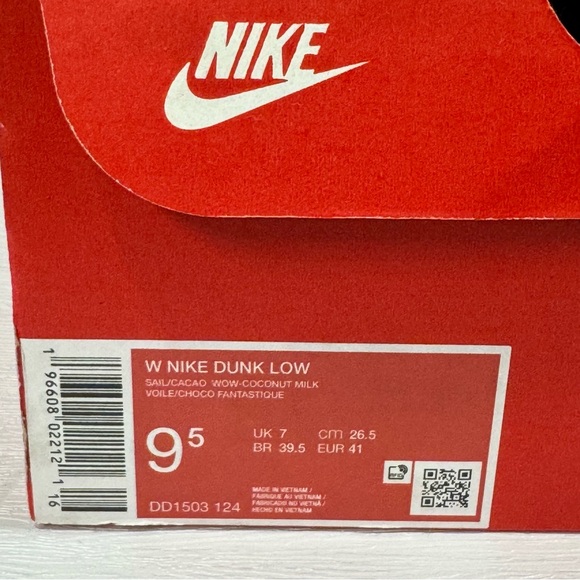 NIKE
W NIKE DUNK LOW
SAIL/CACAO WOW-COCONUT MILK
VOILE/CHOCO FANTASTIQUE
9⁵
UK 7 cm 26.5
BR 39.5 EUR 41
MADE IN VIETNAM /
FABRIQUE AU VIETNAM /
FABRICADO NO VIETNÃ /
HECHO EN VIETNAM
DD1503 124
1 96608 02212 1 16
RFID